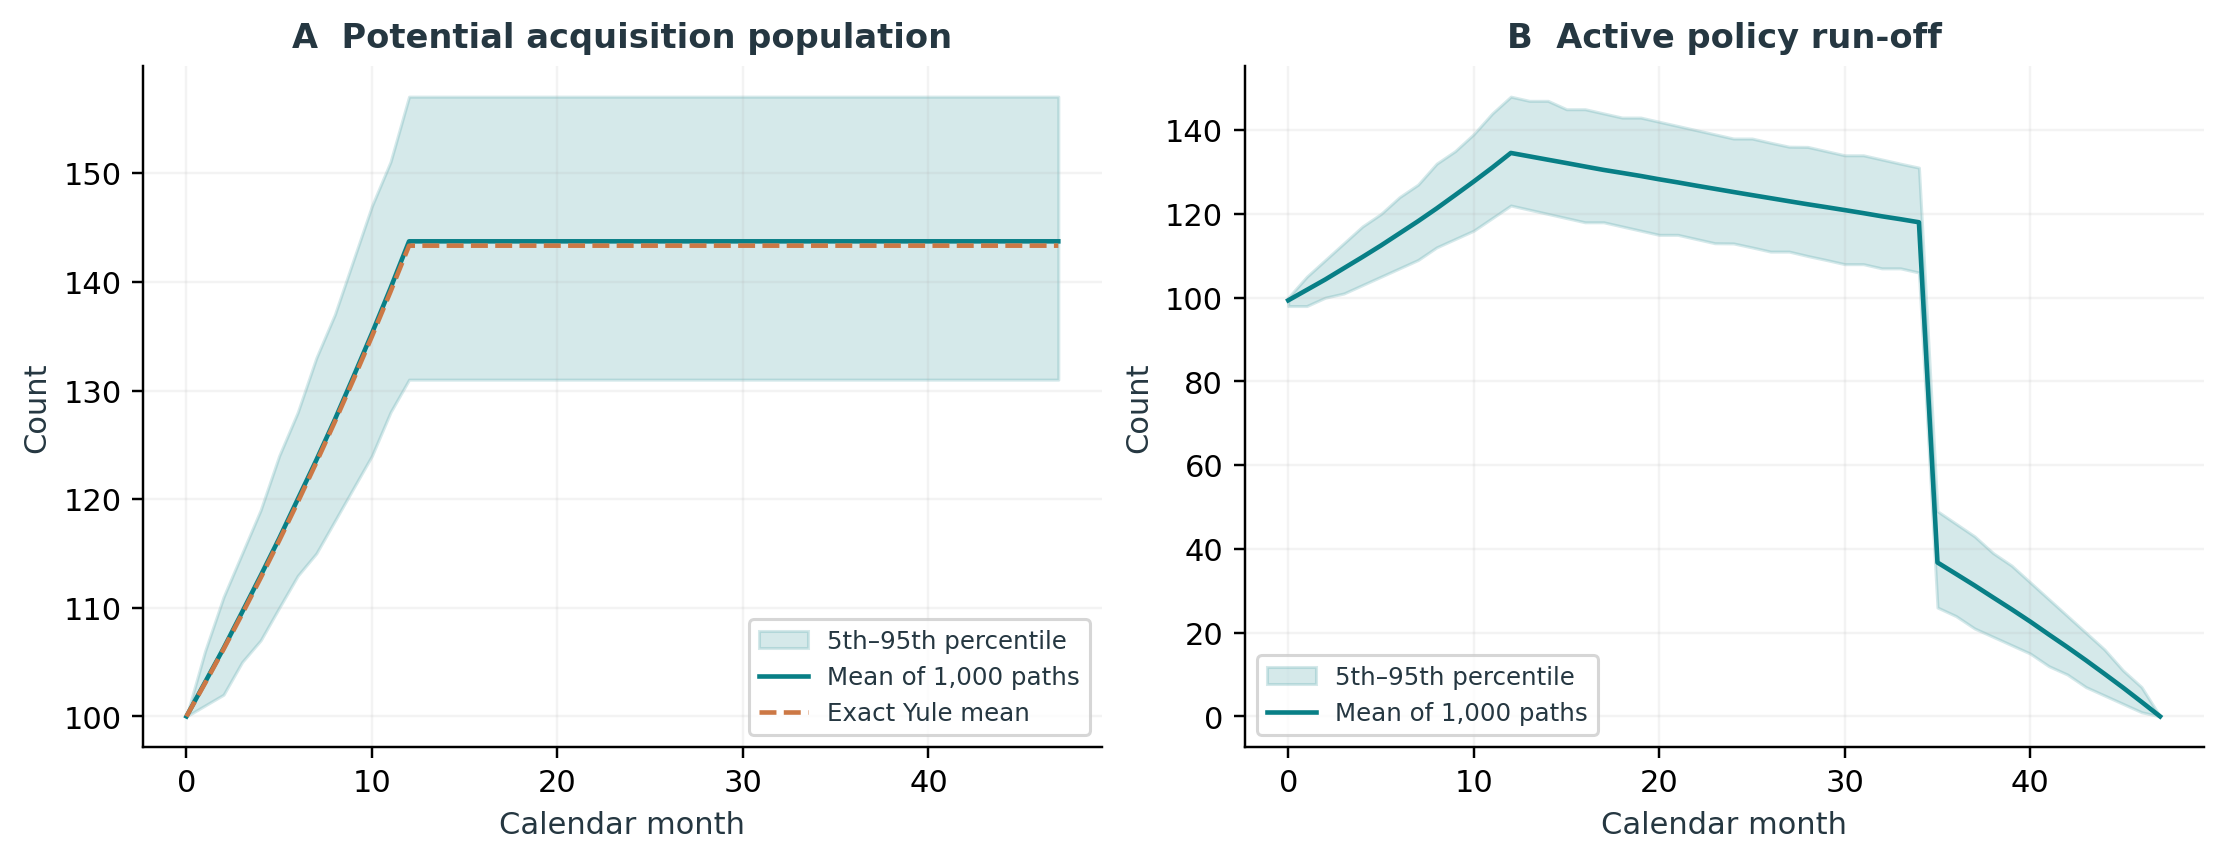 A  Potential acquisition population
Count
150
140
130
120
110
100
0 10 20 30 40
Calendar month
5th–95th percentile
Mean of 1,000 paths
Exact Yule mean
B  Active policy run-off
Count
140
120
100
80
60
40
20
0
0 10 20 30 40
Calendar month
5th–95th percentile
Mean of 1,000 paths